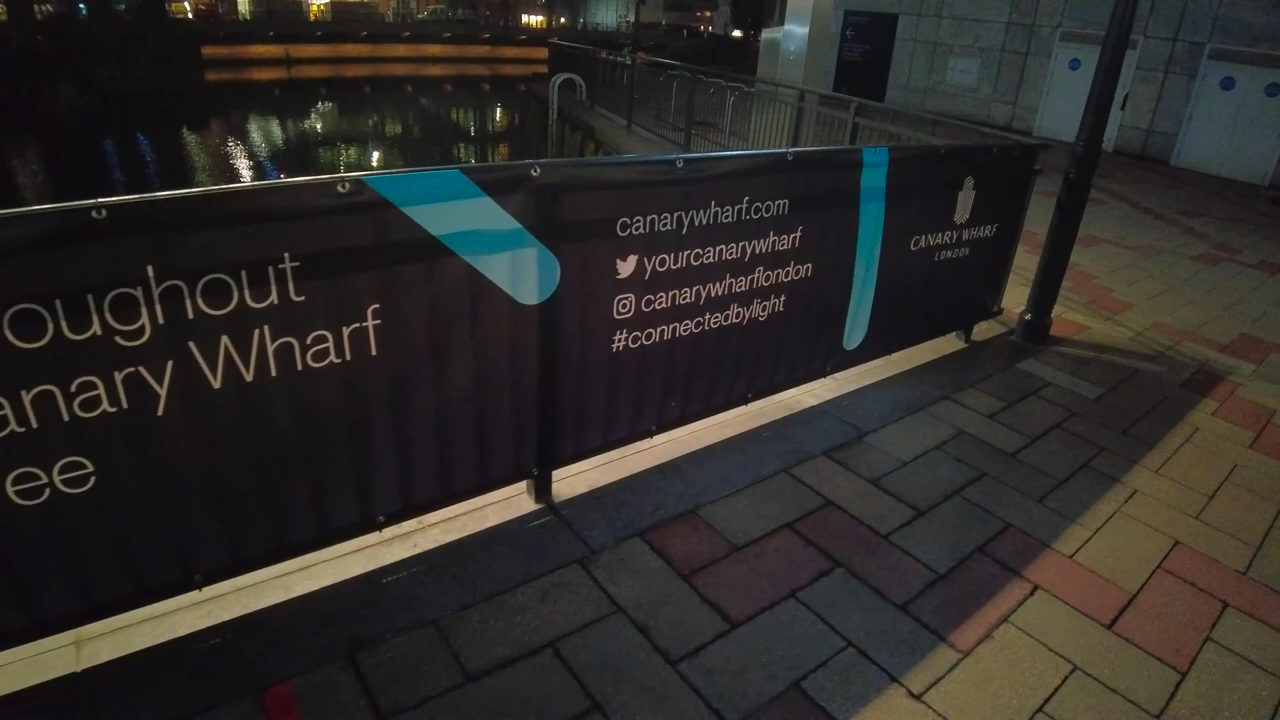 oughout
anary Wharf
ee
canarywharf.com
yourcanarywharf
canarywharflondon
#connectedbylight
CANARY WHARF
LONDON